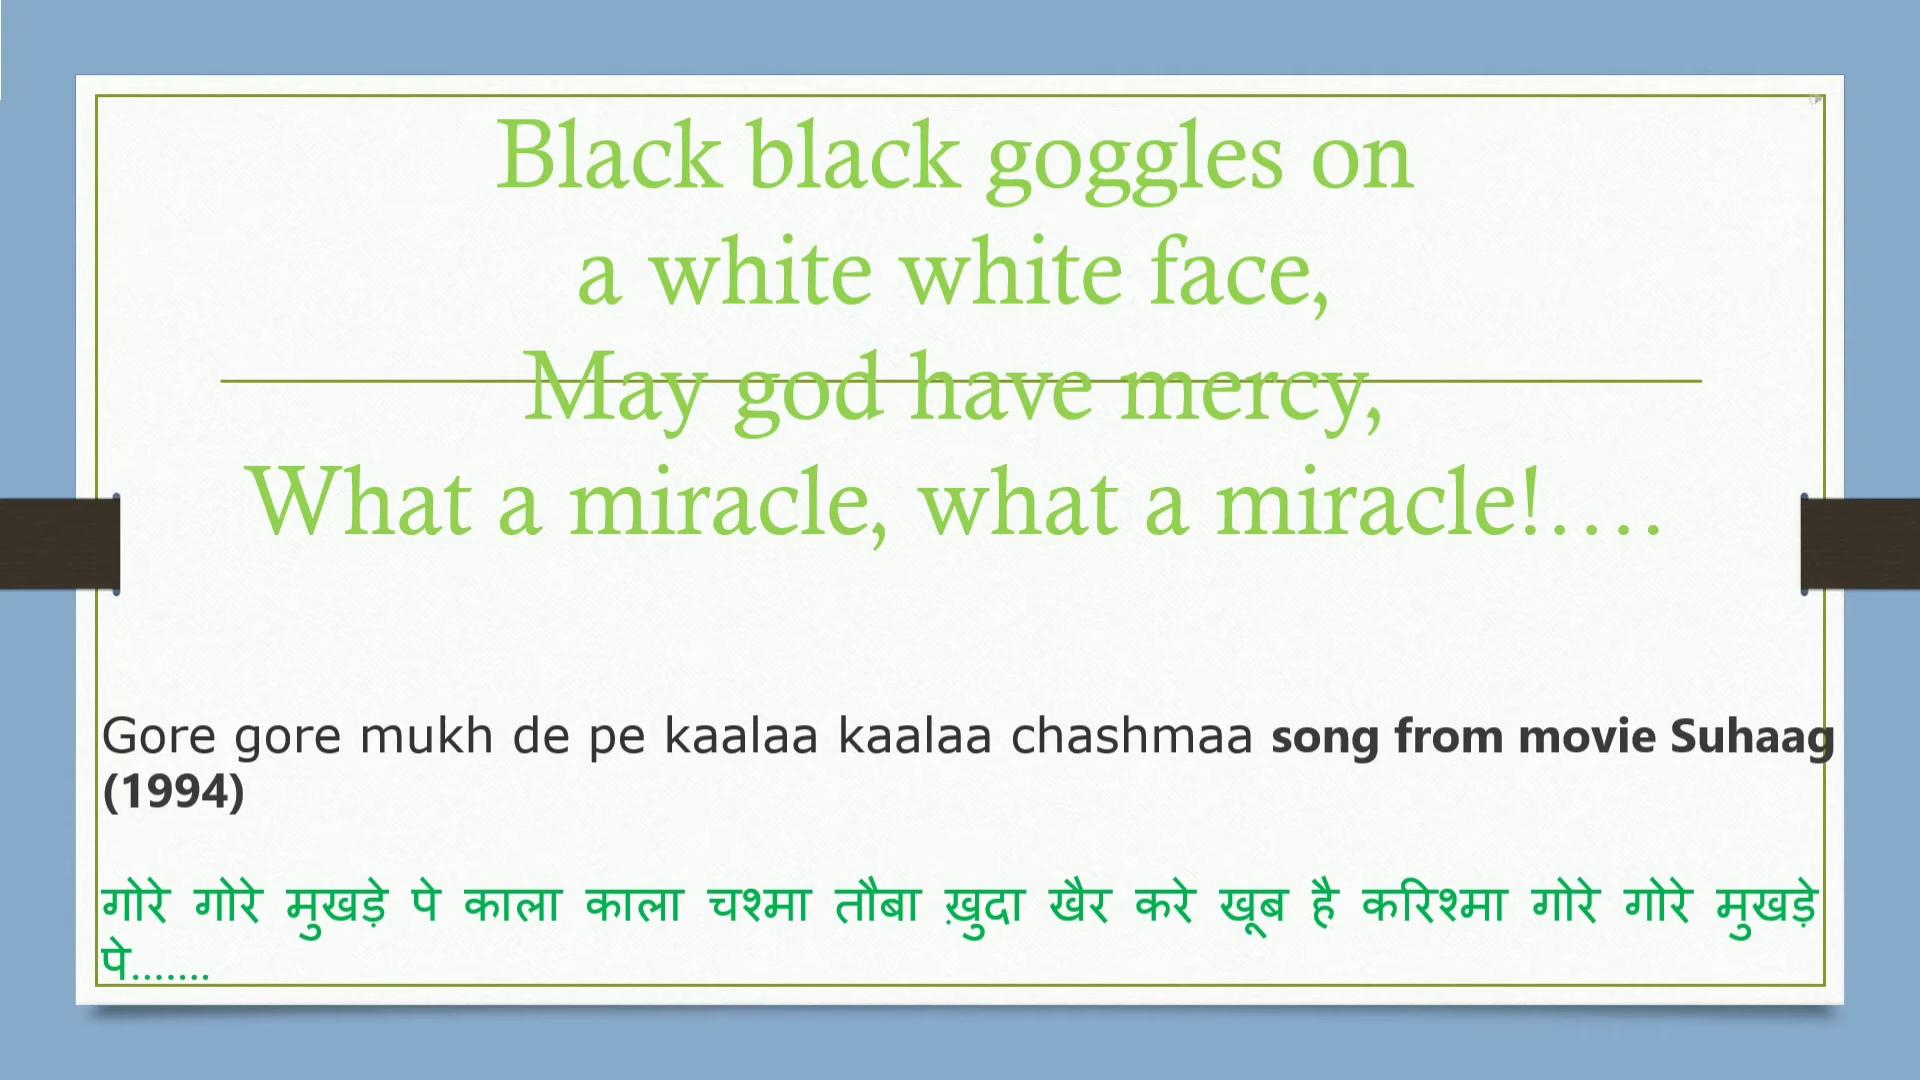 Black black goggles on
a white white face,
May god have mercy,
What a miracle, what a miracle!....
Gore gore mukh de pe kaalaa kaalaa chashmaa song from movie Suhaag
(1994)
गोरे गोरे मुखड़े पे काला काला चश्मा तौबा ख़ुदा खैर करे खूब है करिश्मा गोरे गोरे मुखड़े
पे.......